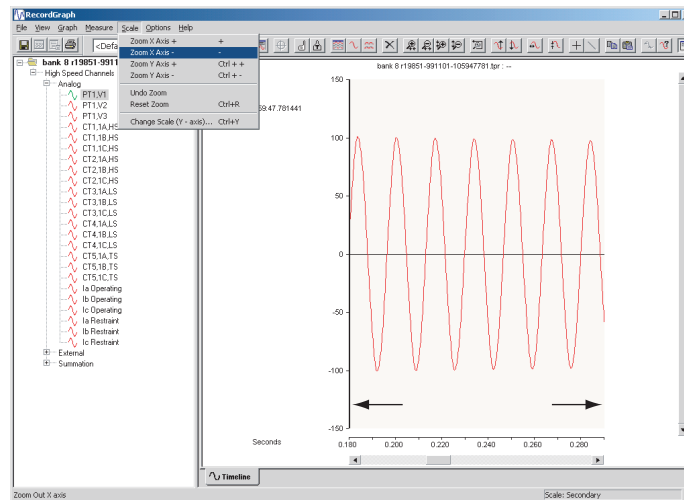 RecordGraph
File View Graph Measure Scale Options Help
<Defa
Zoom X Axis + +
Zoom X Axis - -
Zoom Y Axis + Ctrl + +
Zoom Y Axis - Ctrl + -
Undo Zoom
Reset Zoom Ctrl+R
Change Scale (Y - axis)... Ctrl+Y
bank 8 r19851-9911
High Speed Channels
Analog
PT1,V1
PT1,V2
PT1,V3
CT1,1A,HS
CT1,1B,HS
CT1,1C,HS
CT2,1A,HS
CT2,1B,HS
CT2,1C,HS
CT3,1A,LS
CT3,1B,LS
CT3,1C,LS
CT4,1A,LS
CT4,1B,LS
CT4,1C,LS
CT5,1A,TS
CT5,1B,TS
CT5,1C,TS
Ia Operating
Ib Operating
Ic Operating
Ia Restraint
Ib Restraint
Ic Restraint
External
Summation
bank 8 r19851-991101-105947781.tpr : --
59:47.781441
150
100
50
0
-50
-100
-150
Seconds
0.180 0.200 0.220 0.240 0.260 0.280
Timeline
Zoom Out X axis
Scale: Secondary